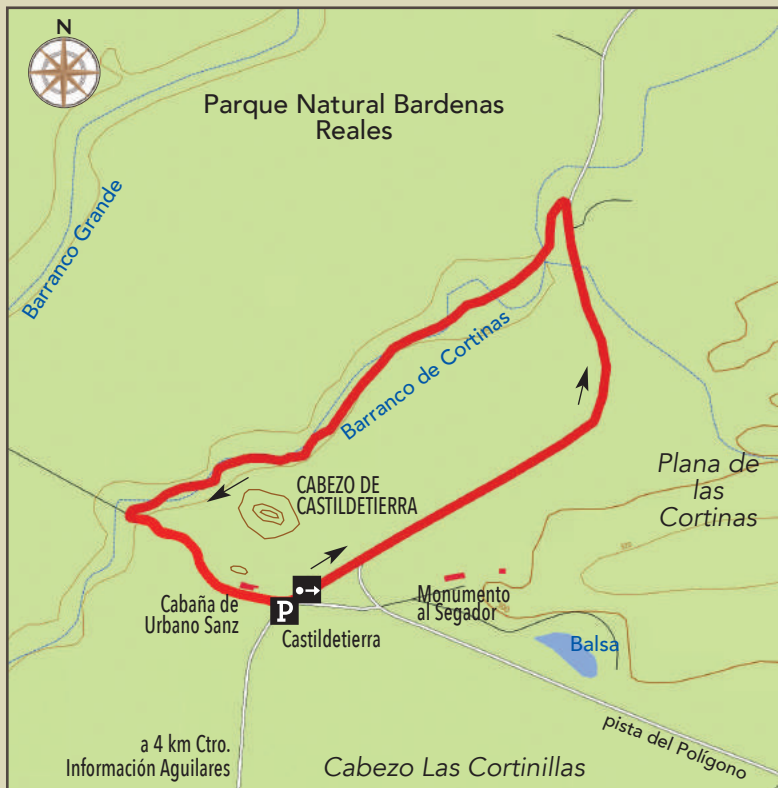 N
Parque Natural Bardenas
Reales
Barranco Grande
Barranco de Cortinas
CABEZO DE
CASTILDETIERRA
Plana de
las
Cortinas
Cabaña de
Urbano Sanz
P
Castildetierra
Monumento
al Segador
Balsa
pista del Polígono
a 4 km Ctro.
Información Aguilares
Cabezo Las Cortinillas